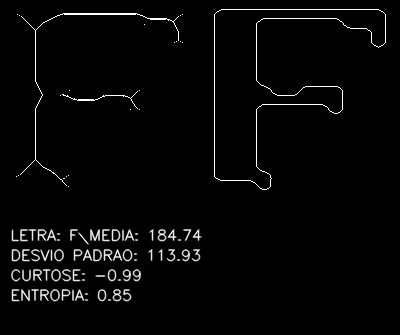 F F
LETRA: F\MEDIA: 184.74
DESVIO PADRAO: 113.93
CURTOSE: -0.99
ENTROPIA: 0.85